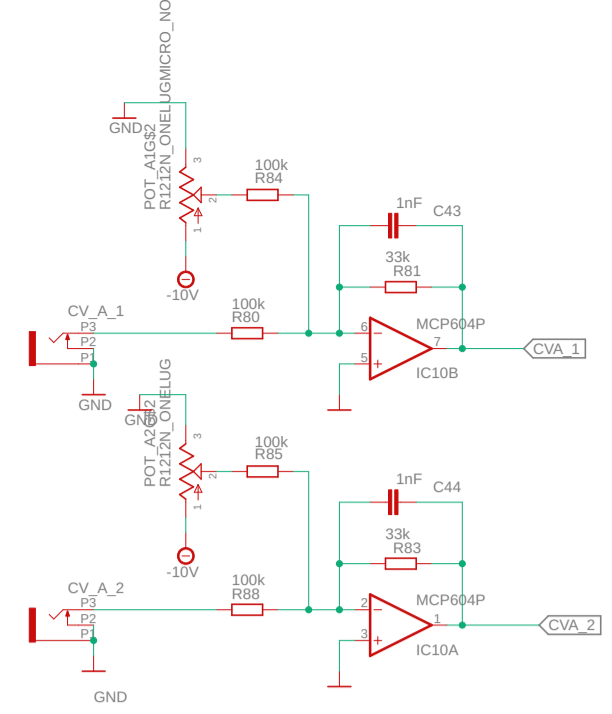 R1212N_ONELUGMICRO_NO
POT_A1G$2
GND
3
2
1
100k
R84
-10V
1nF
C43
33k
R81
CV_A_1
P3
P2
P1
GND
100k
R80
6
5
7
MCP604P
IC10B
CVA_1
R1212N_ONELUG
POT_A2G$2
GND
3
2
1
100k
R85
-10V
1nF
C44
33k
R83
CV_A_2
P3
P2
P1
GND
100k
R88
2
3
1
MCP604P
IC10A
CVA_2